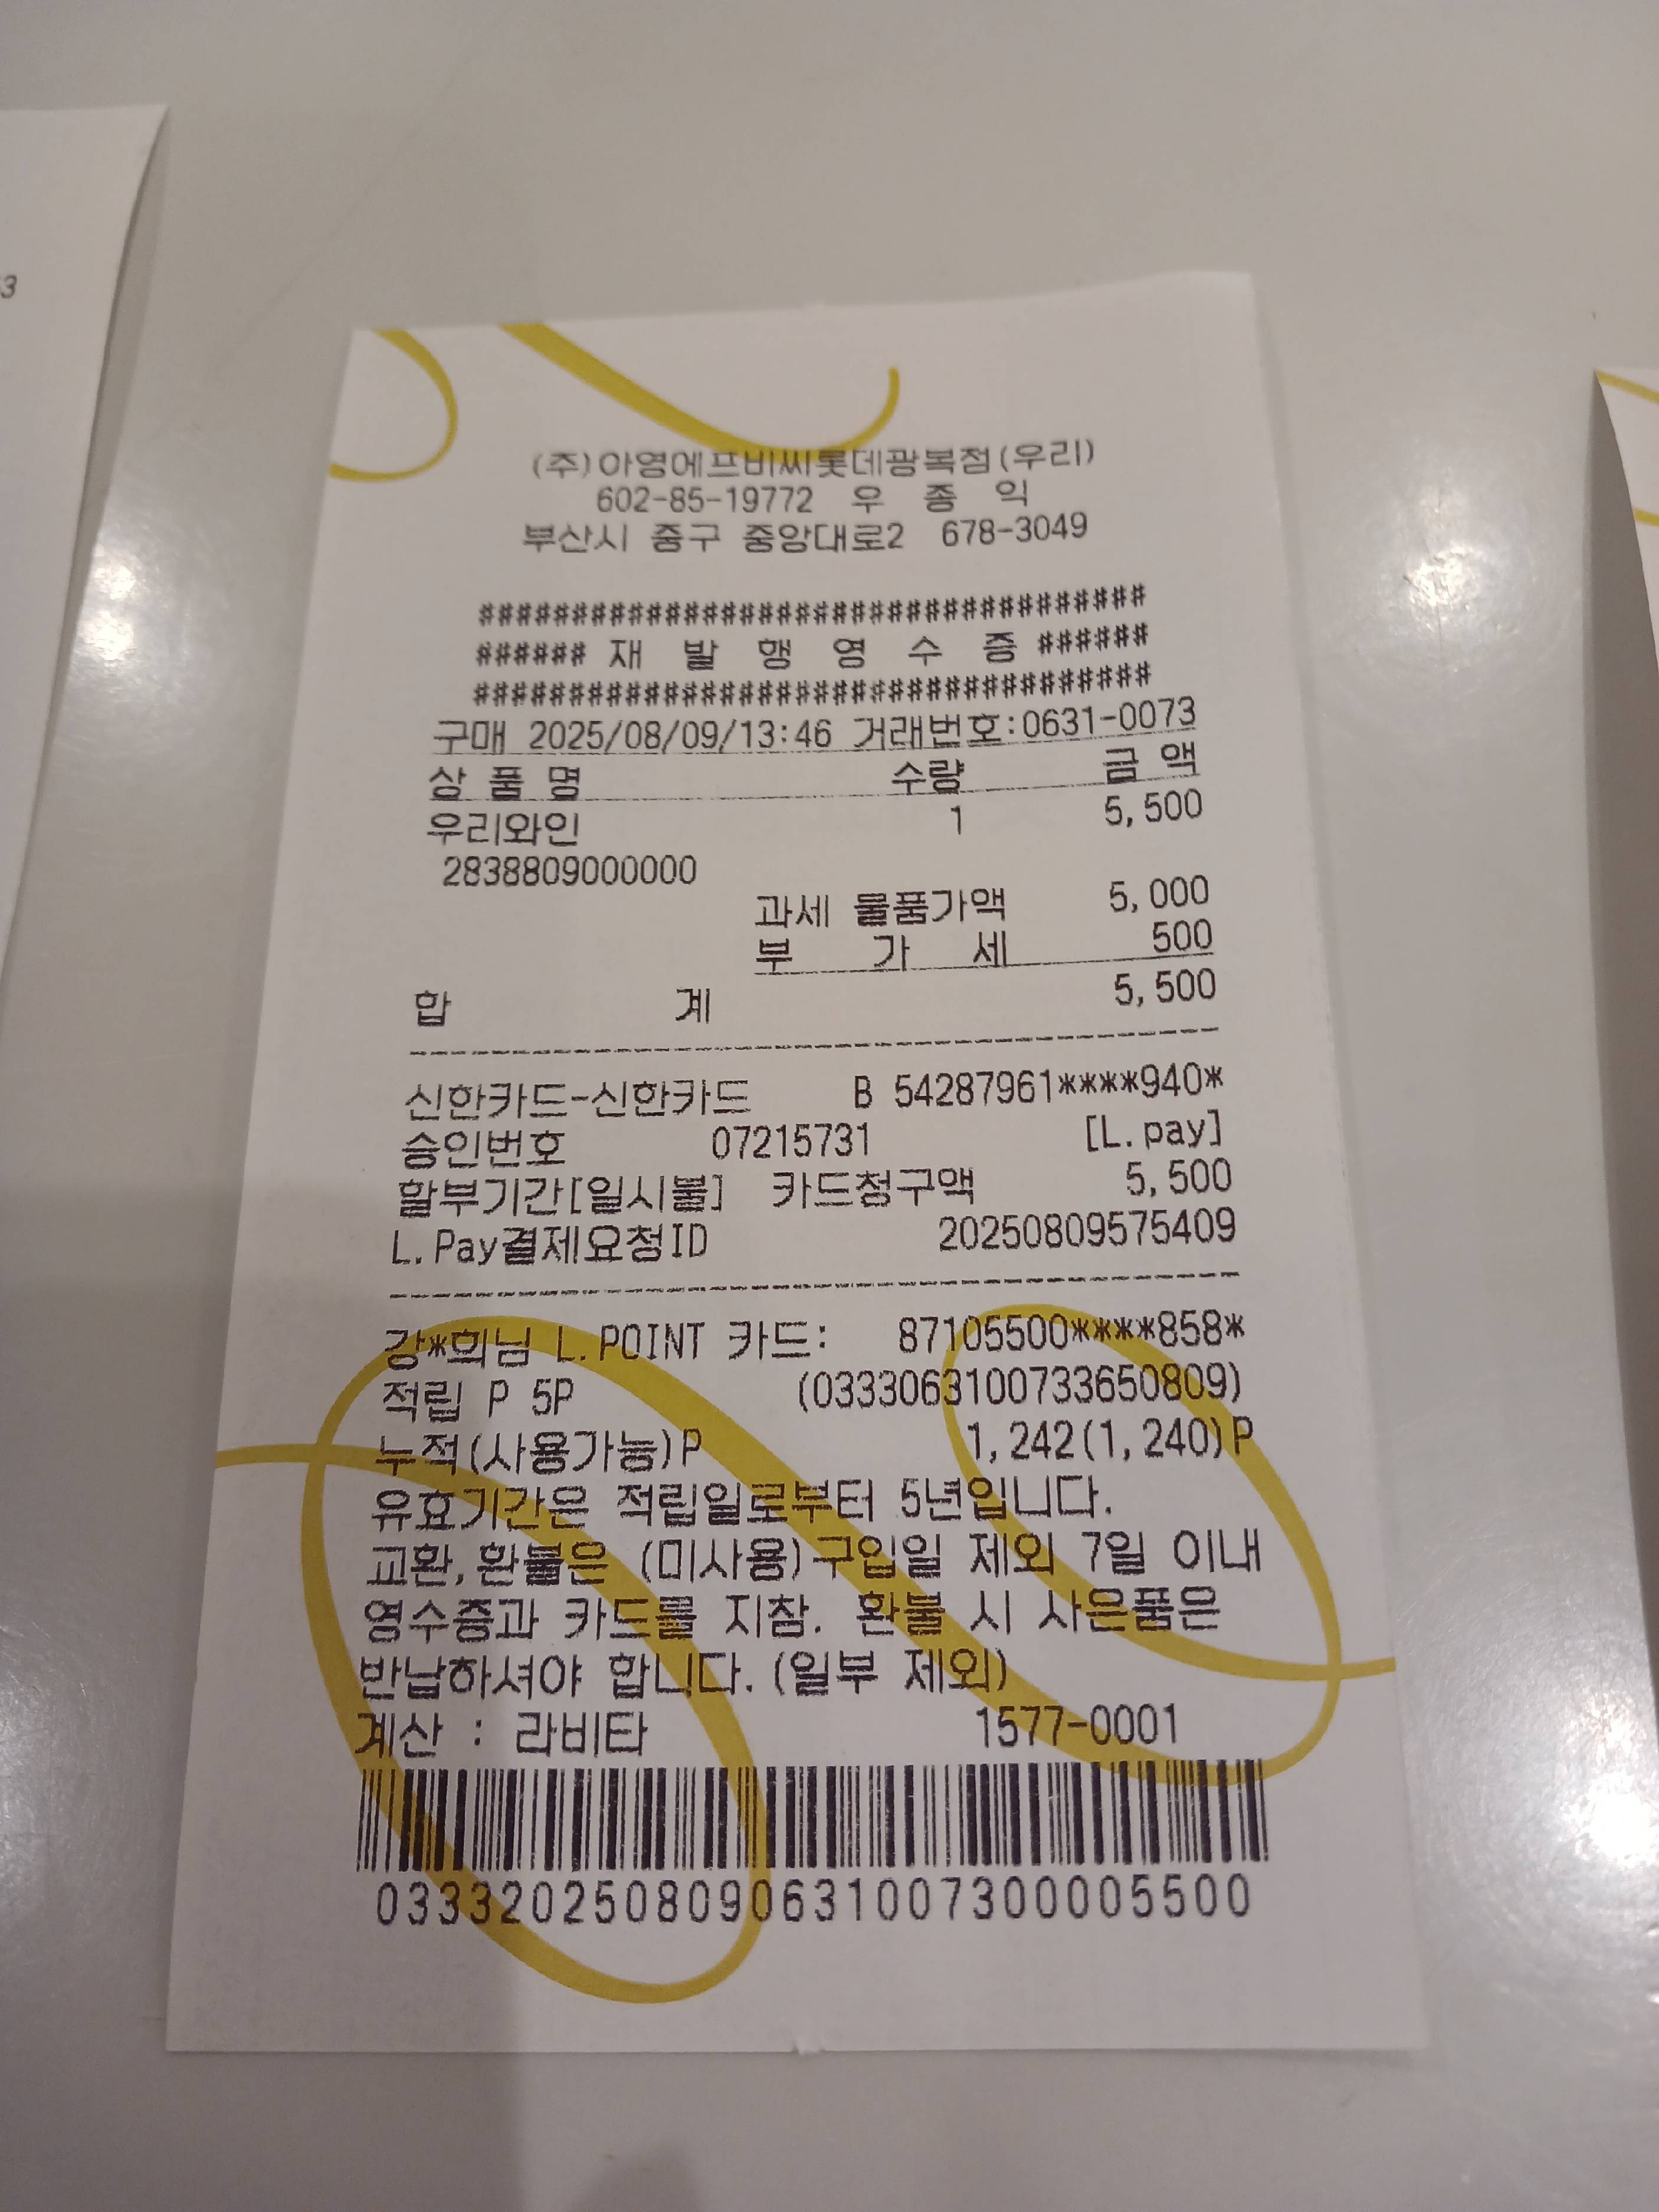 3
(주)아영에프비씨롯데광복점(우리)
602-85-19772 우 종 익
부산시 중구 중앙대로2 678-3049
####################################
###### 재 발 행 영 수 증 ######
####################################
구매 2025/08/09/13:46 거래번호:0631-0073
상 품 명 수량 금 액
우리와인 1 5,500
2838809000000
과세 물품가액 5,000
부 가 세 500
합 계 5,500
신한카드-신한카드 B 54287961****940*
승인번호 07215731 [L.pay]
할부기간[일시불] 카드청구액 5,500
L.Pay결제요청ID 20250809575409
강*희님 L.POINT 카드: 87105500****858*
적립 P 5P (0333063100733650809)
누적(사용가능)P 1,242(1,240)P
유효기간은 적립일로부터 5년입니다.
교환,환불은 (미사용)구입일 제외 7일 이내
영수증과 카드를 지참. 환불 시 사은품은
반납하셔야 합니다.(일부 제외)
계산 : 라비타 1577-0001
0333202508090631007300005500